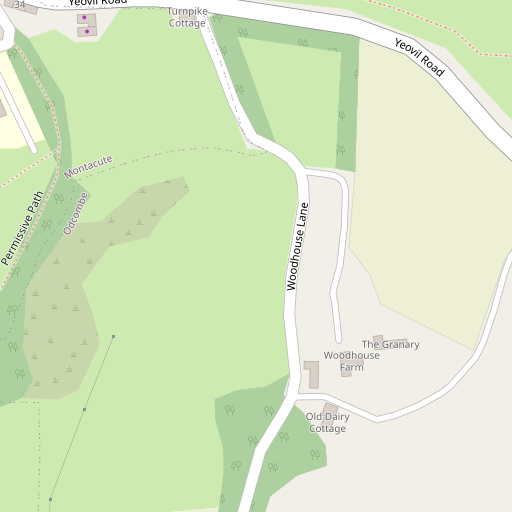 34
Yeovil Road
Turnpike
Cottage
Yeovil Road
Montacute
Odcombe
Permissive Path
Woodhouse Lane
The Granary
Woodhouse
Farm
Old Dairy
Cottage